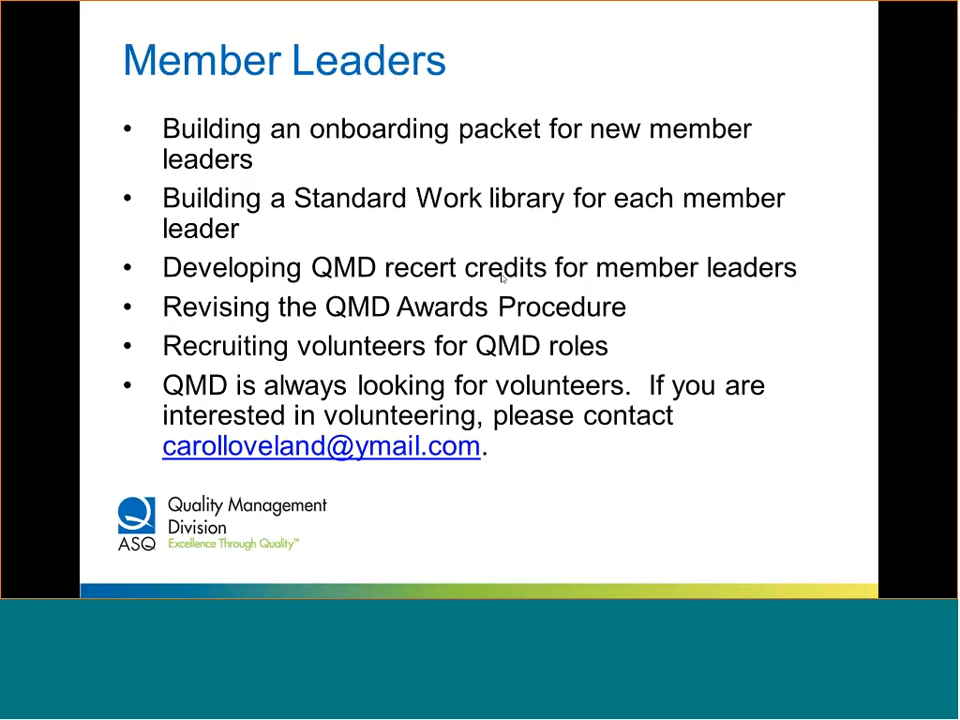 Member Leaders
• Building an onboarding packet for new member
leaders
• Building a Standard Work library for each member
leader
• Developing QMD recert credits for member leaders
• Revising the QMD Awards Procedure
• Recruiting volunteers for QMD roles
• QMD is always looking for volunteers.  If you are
interested in volunteering, please contact
carolloveland@ymail.com.
Quality Management
Division
ASQ Excellence Through Quality™